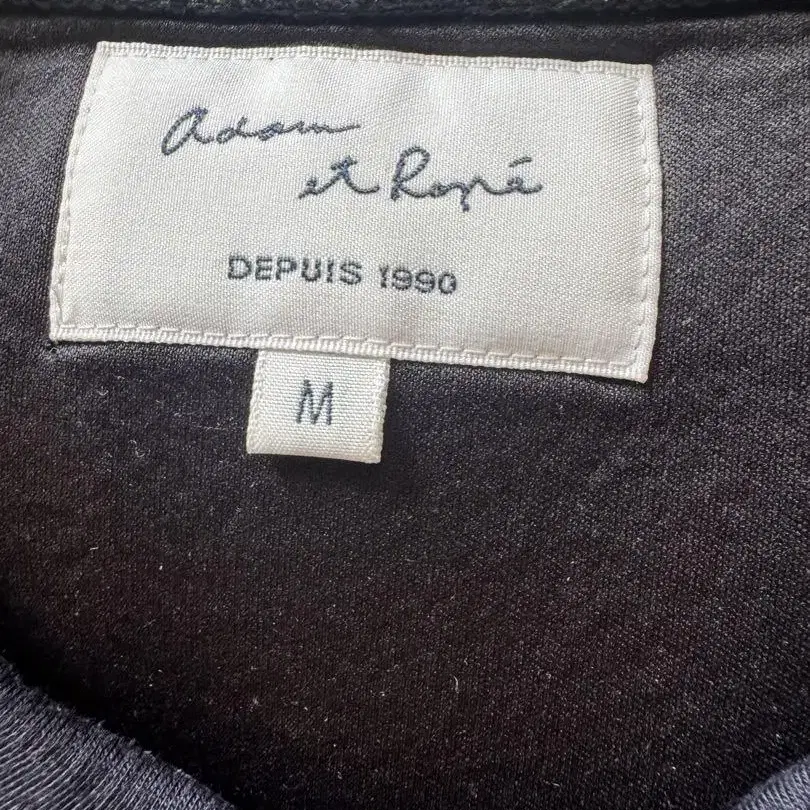 Adam
et Ropé
DEPUIS 1990
M